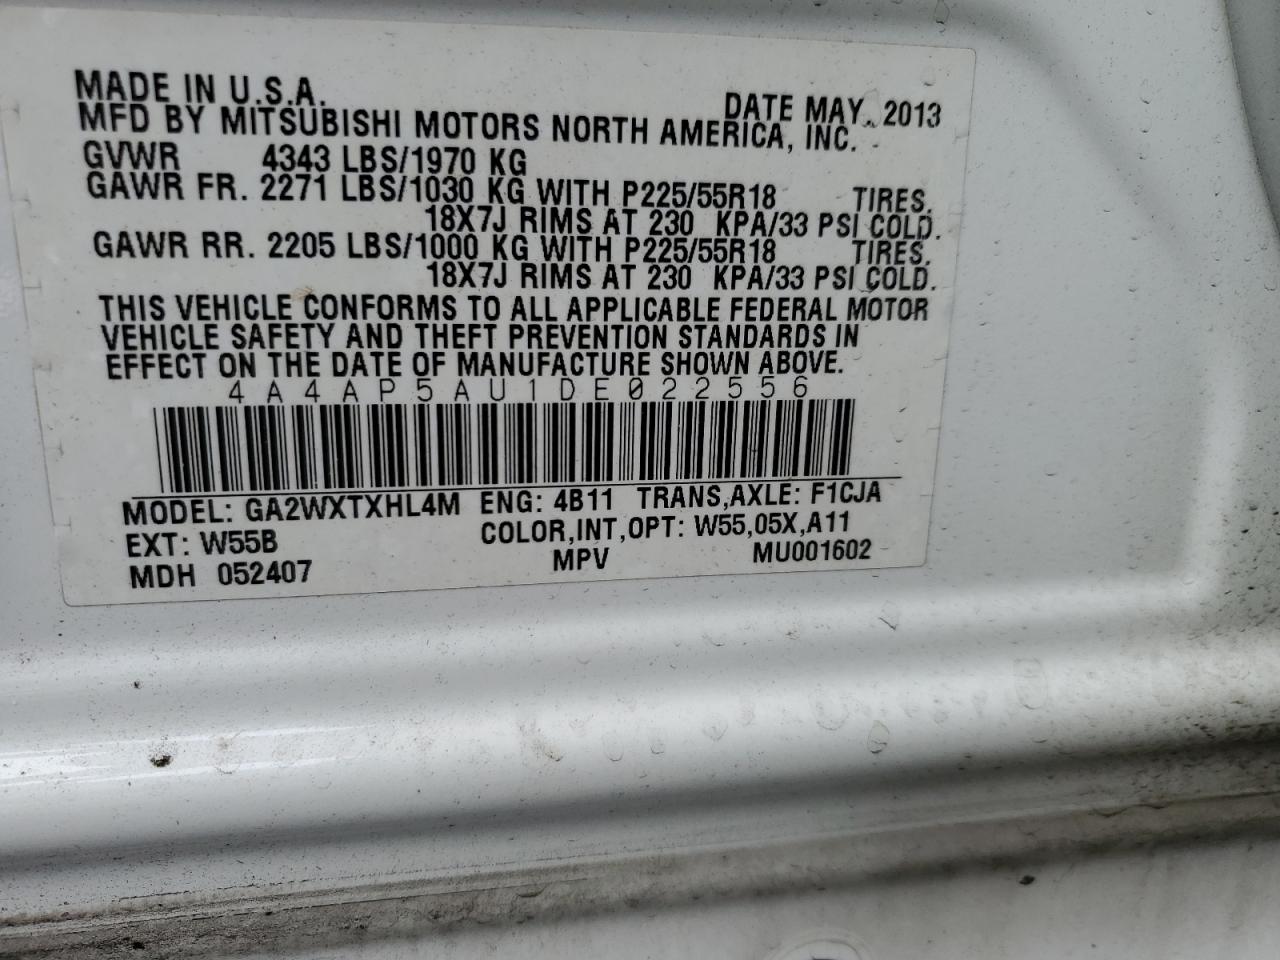 MADE IN U.S.A. DATE MAY. 2013
MFD BY MITSUBISHI MOTORS NORTH AMERICA, INC.
GVWR 4343 LBS/1970 KG
GAWR FR. 2271 LBS/1030 KG WITH P225/55R18 TIRES.
18X7J RIMS AT 230 KPA/33 PSI COLD.
GAWR RR. 2205 LBS/1000 KG WITH P225/55R18 TIRES.
18X7J RIMS AT 230 KPA/33 PSI COLD.
THIS VEHICLE CONFORMS TO ALL APPLICABLE FEDERAL MOTOR
VEHICLE SAFETY AND THEFT PREVENTION STANDARDS IN
EFFECT ON THE DATE OF MANUFACTURE SHOWN ABOVE.
4A4AP5AU1DE022556
MODEL: GA2WXTXHL4M ENG: 4B11 TRANS,AXLE: F1CJA
EXT: W55B COLOR,INT,OPT: W55,05X,A11
MDH 052407 MPV MU001602